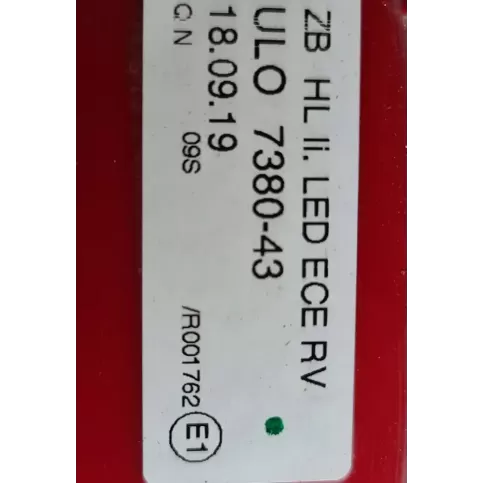 ZB HL li. LED ECE RV
ULO 7380-43
18.09.19 09S
Q N /R001762 E1